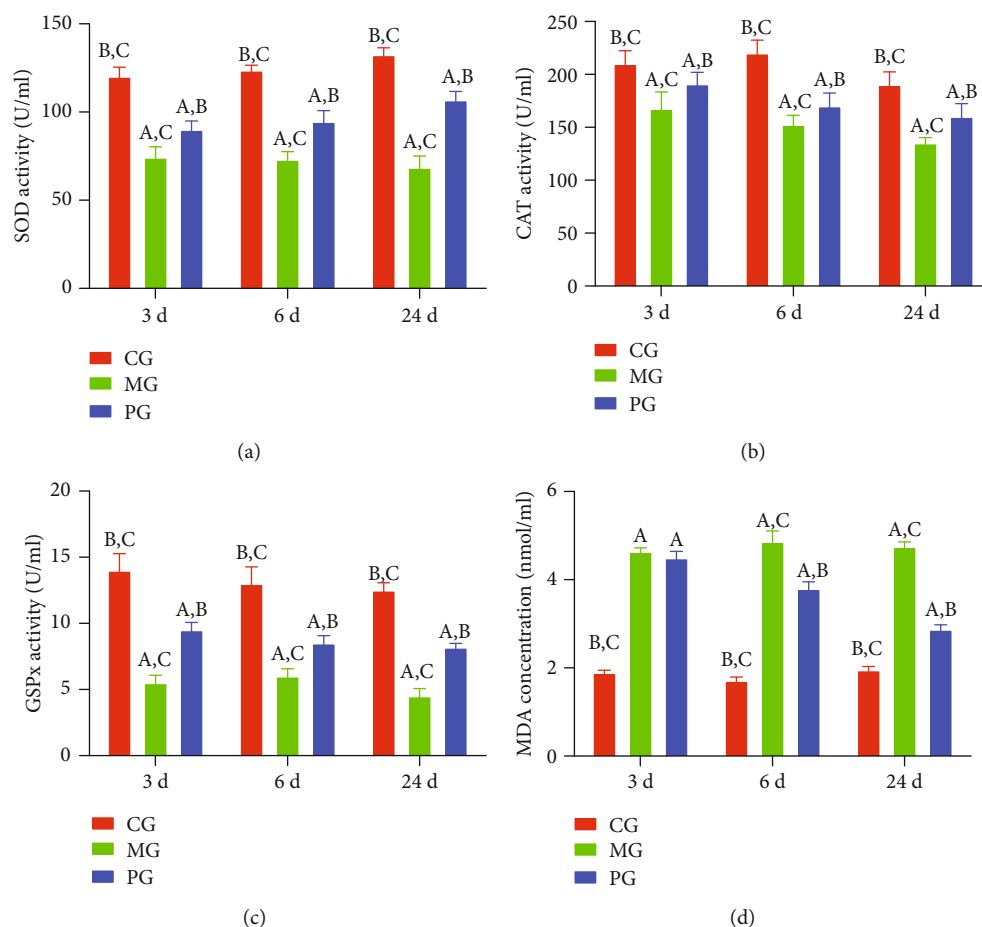 SOD activity (U/ml)
150
100
50
0
B,C
A,C
A,B
B,C
A,C
A,B
B,C
A,C
A,B
3 d
6 d
24 d
CG
MG
PG
(a)
CAT activity (U/ml)
250
200
150
100
50
0
B,C
A,C
A,B
B,C
A,C
A,B
B,C
A,C
A,B
3 d
6 d
24 d
CG
MG
PG
(b)
GSPx activity (U/ml)
20
15
10
5
0
B,C
A,C
A,B
B,C
A,C
A,B
B,C
A,C
A,B
3 d
6 d
24 d
CG
MG
PG
(c)
MDA concentration (nmol/ml)
6
4
2
0
B,C
A
A
B,C
A,C
A,B
B,C
A,C
A,B
3 d
6 d
24 d
CG
MG
PG
(d)